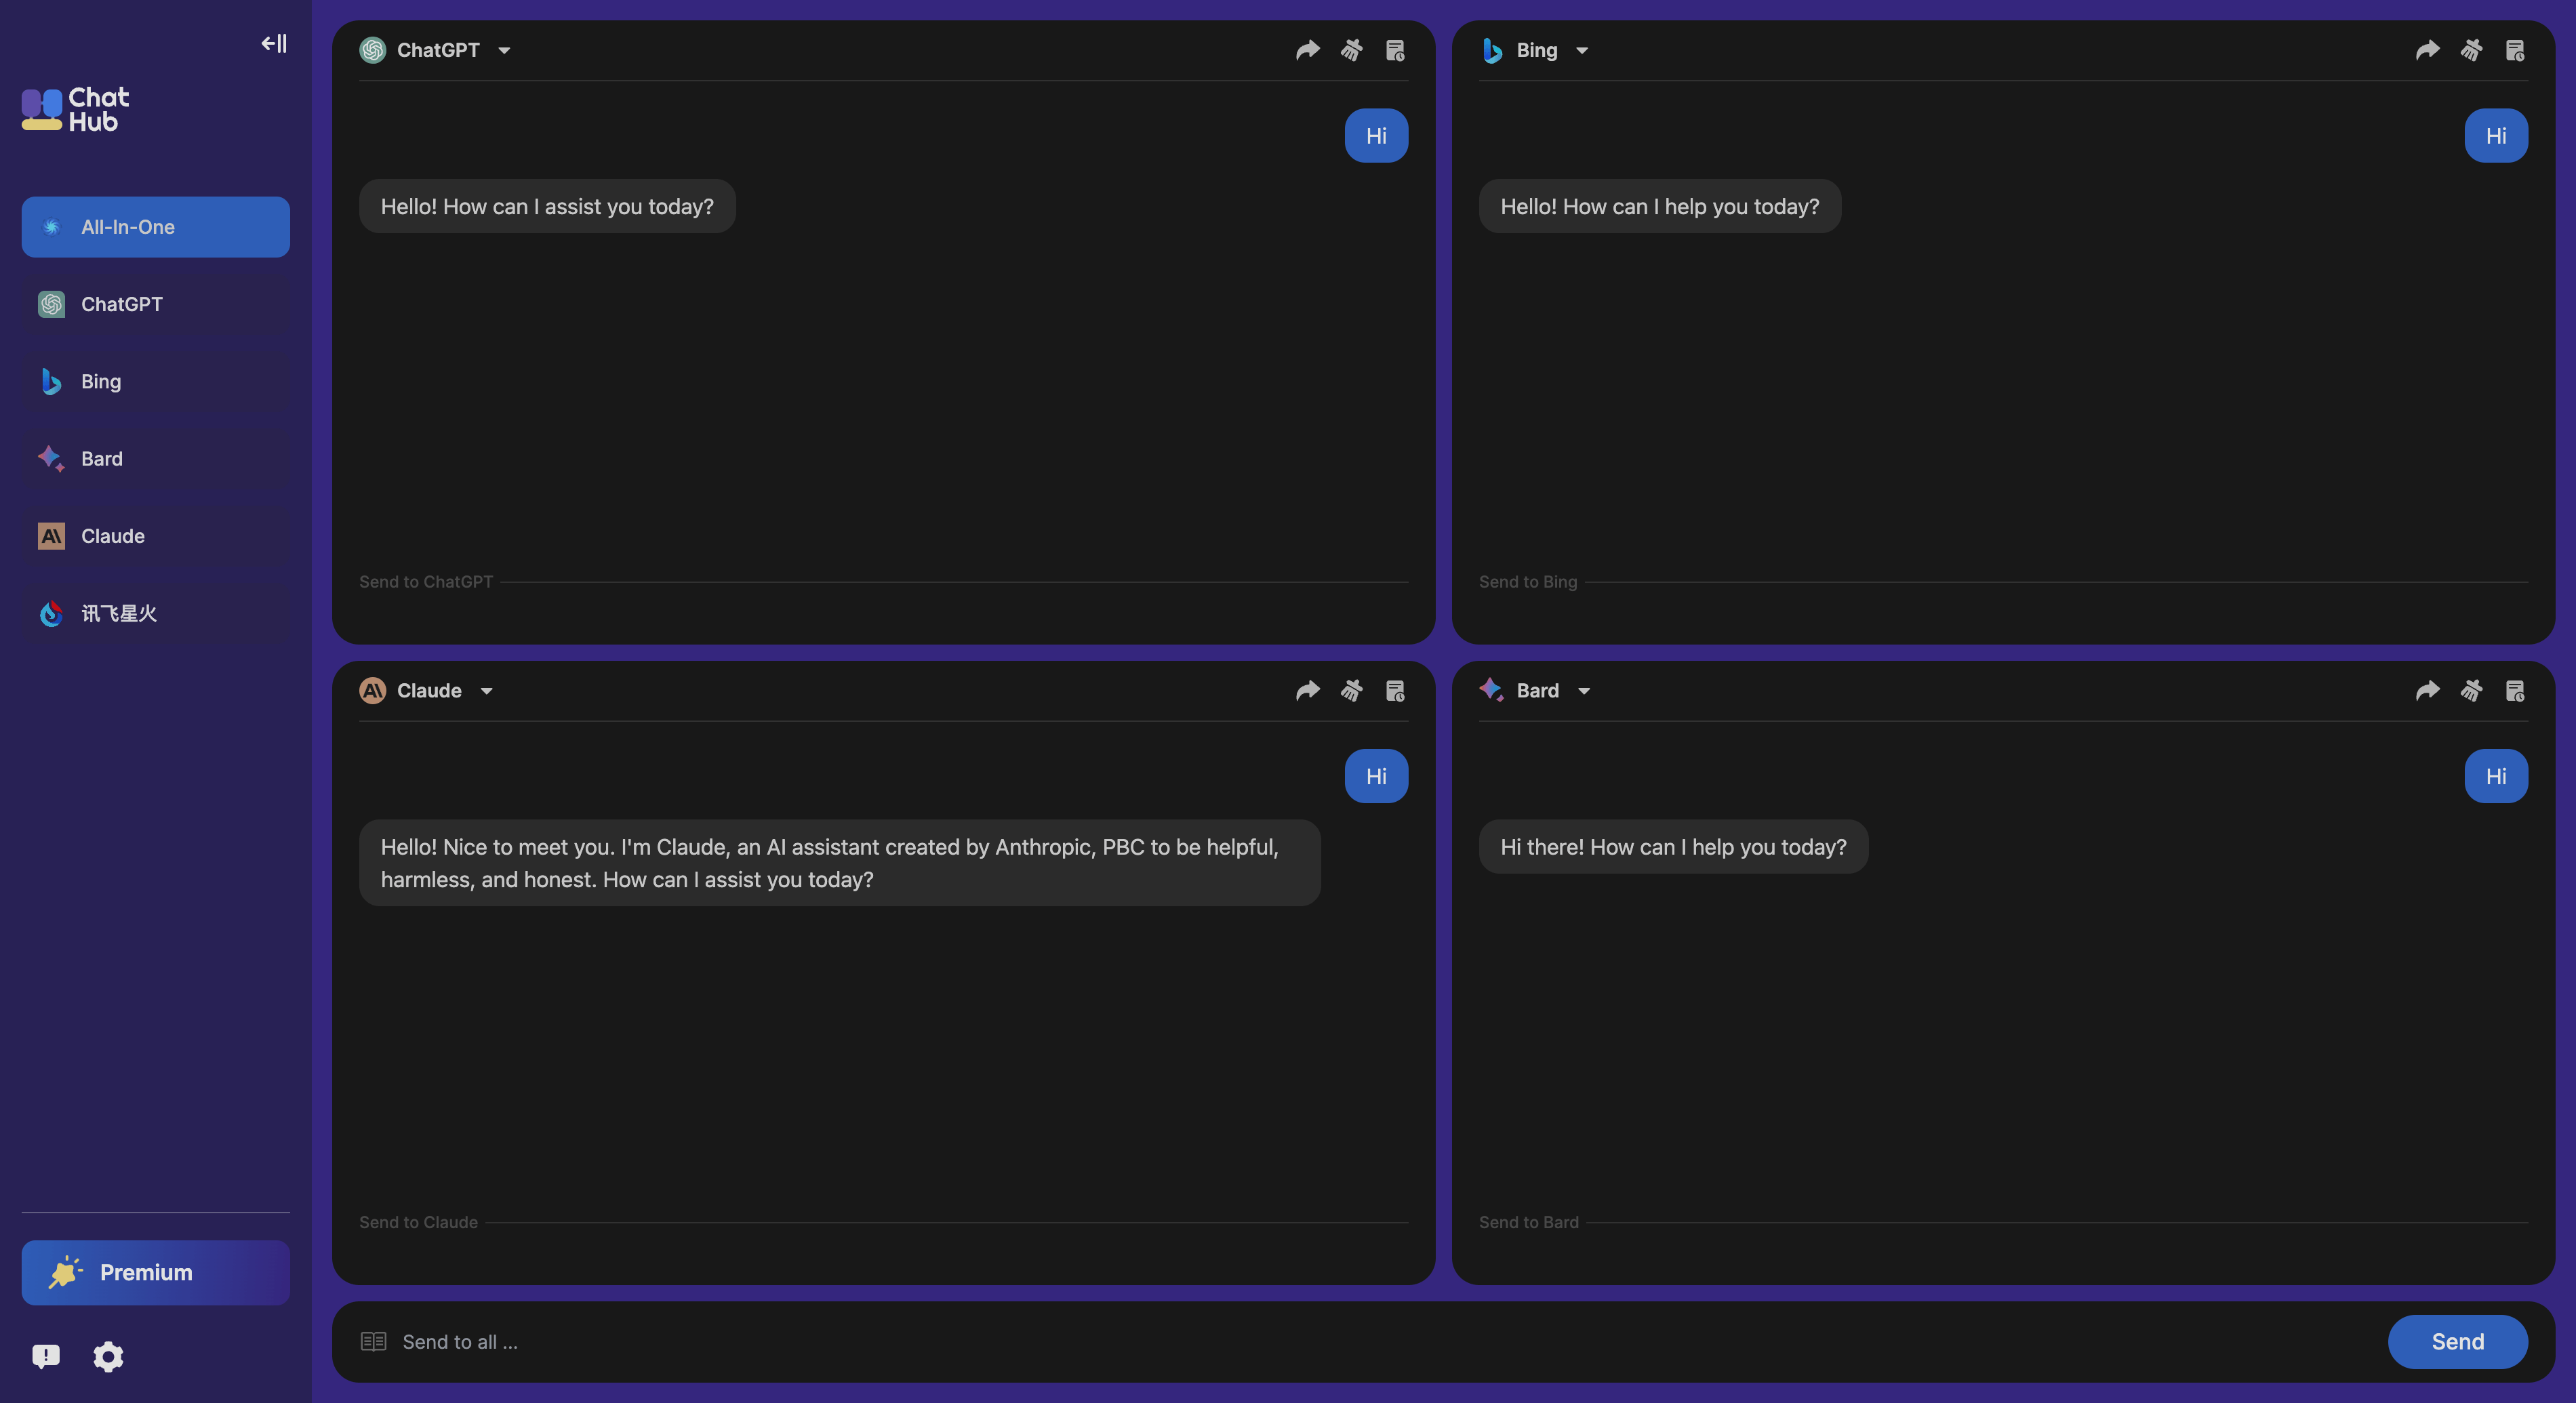 Chat
Hub
All-In-One
ChatGPT
Bing
Bard
Claude
讯飞星火
Premium
ChatGPT
Hi
Hello! How can I assist you today?
Send to ChatGPT
Bing
Hi
Hello! How can I help you today?
Send to Bing
Claude
Hi
Hello! Nice to meet you. I'm Claude, an AI assistant created by Anthropic, PBC to be helpful,
harmless, and honest. How can I assist you today?
Send to Claude
Bard
Hi
Hi there! How can I help you today?
Send to Bard
Send to all ...
Send